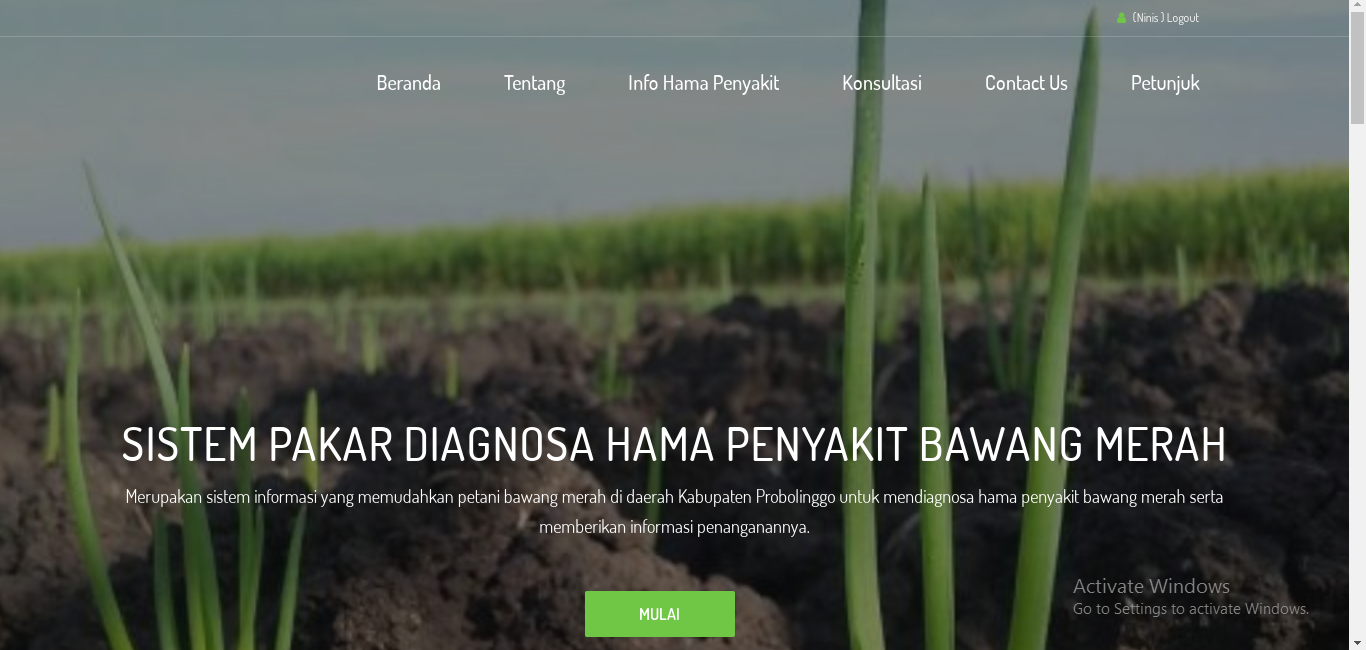 (Ninis ) Logout
Beranda Tentang Info Hama Penyakit Konsultasi Contact Us Petunjuk
SISTEM PAKAR DIAGNOSA HAMA PENYAKIT BAWANG MERAH
Merupakan sistem informasi yang memudahkan petani bawang merah di daerah Kabupaten Probolinggo untuk mendiagnosa hama penyakit bawang merah serta
memberikan informasi penanganannya.
MULAI
Activate Windows
Go to Settings to activate Windows.